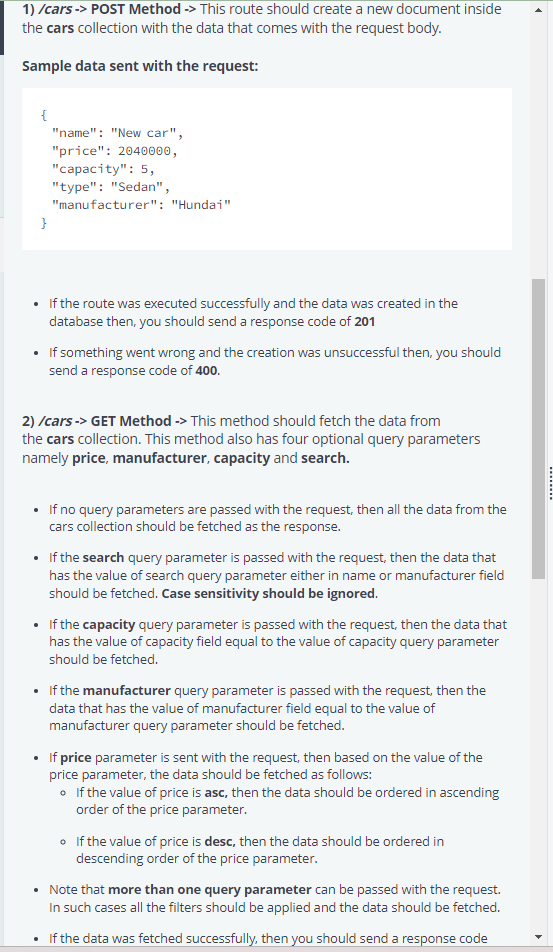 1) /cars -> POST Method -> This route should create a new document inside
the cars collection with the data that comes with the request body.
Sample data sent with the request:
{
"name": "New car",
"price": 2040000,
"capacity": 5,
"type": "Sedan",
"manufacturer": "Hundai"
}
• If the route was executed successfully and the data was created in the
database then, you should send a response code of 201
• If something went wrong and the creation was unsuccessful then, you should
send a response code of 400.
2) /cars -> GET Method -> This method should fetch the data from
the cars collection. This method also has four optional query parameters
namely price, manufacturer, capacity and search.
• If no query parameters are passed with the request, then all the data from the
cars collection should be fetched as the response.
• If the search query parameter is passed with the request, then the data that
has the value of search query parameter either in name or manufacturer field
should be fetched. Case sensitivity should be ignored.
• If the capacity query parameter is passed with the request, then the data that
has the value of capacity field equal to the value of capacity query parameter
should be fetched.
• If the manufacturer query parameter is passed with the request, then the
data that has the value of manufacturer field equal to the value of
manufacturer query parameter should be fetched.
• If price parameter is sent with the request, then based on the value of the
price parameter, the data should be fetched as follows:
◦ If the value of price is asc, then the data should be ordered in ascending
order of the price parameter.
◦ If the value of price is desc, then the data should be ordered in
descending order of the price parameter.
• Note that more than one query parameter can be passed with the request.
In such cases all the filters should be applied and the data should be fetched.
• If the data was fetched successfully, then you should send a response code